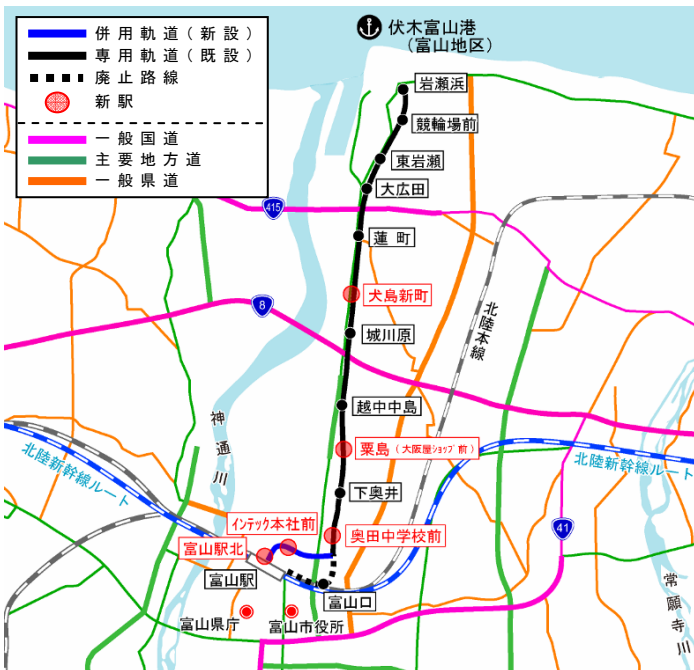 伏木富山港
(富山地区)
併用軌道(新設)
専用軌道(既設)
廃止路線
新駅
一般国道
主要地方道
一般県道
岩瀬浜
競輪場前
東岩瀬
大広田
415
蓮町
犬島新町
8
城川原
北陸本線
越中中島
神通川
粟島(大阪屋ショップ前)
北陸新幹線ルート
北陸新幹線ルート
下奥井
インテック本社前
奥田中学校前
41
富山駅北
富山駅
富山口
常願寺川
富山県庁
富山市役所